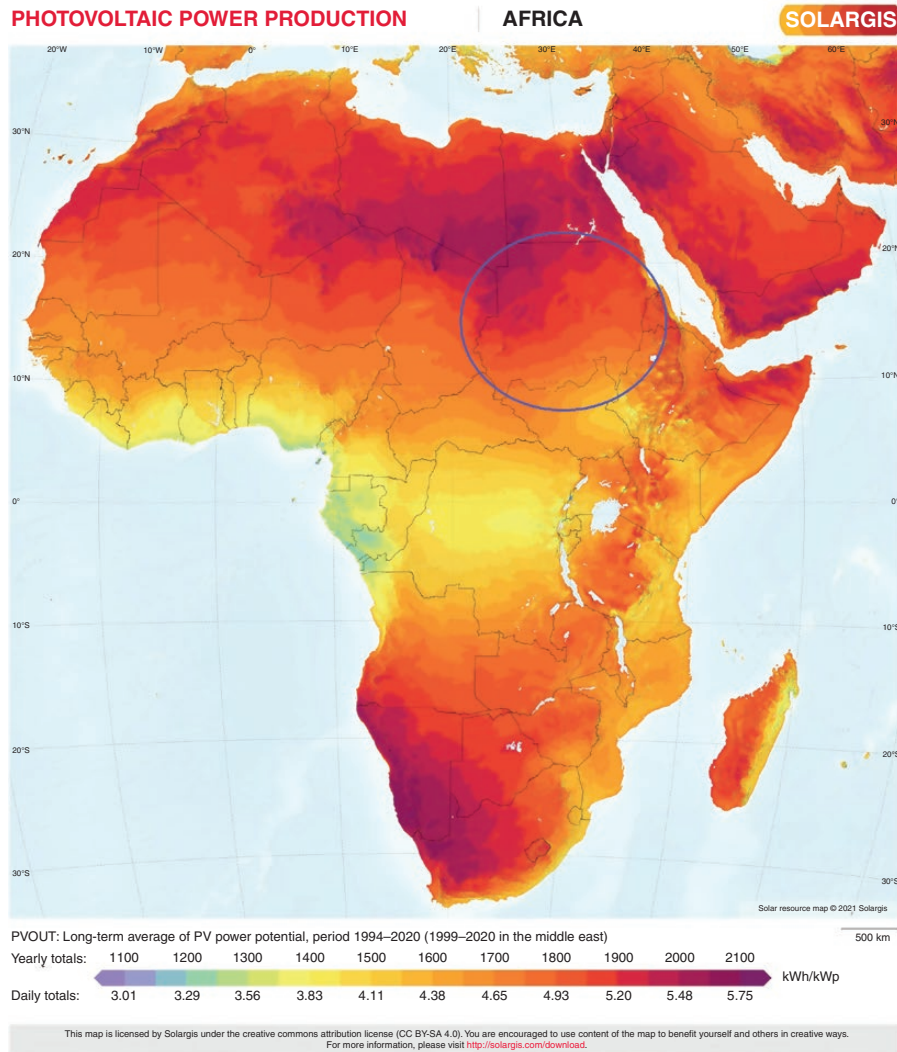 PHOTOVOLTAIC POWER PRODUCTION AFRICA SOLARGIS
20°W 10°W 0° 10°E 20°E 30°E 40°E 50°E 60°E
30°N 30°N
20°N 20°N
10°N 10°N
0° 0°
10°S 10°S
20°S 20°S
30°S 30°S
Solar resource map © 2021 Solargis
PVOUT: Long-term average of PV power potential, period 1994–2020 (1999–2020 in the middle east)
500 km
Yearly totals: 1100 1200 1300 1400 1500 1600 1700 1800 1900 2000 2100
kWh/kWp
Daily totals: 3.01 3.29 3.56 3.83 4.11 4.38 4.65 4.93 5.20 5.48 5.75
This map is licensed by Solargis under the creative commons attribution license (CC BY-SA 4.0). You are encouraged to use content of the map to benefit yourself and others in creative ways.
For more information, please visit http://solargis.com/download.